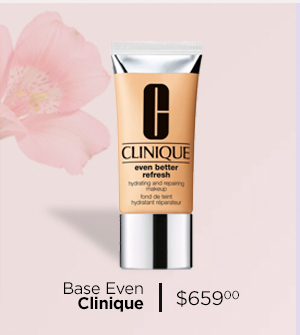 C
CLINIQUE
even better
refresh
hydrating and repairing
makeup
fond de teint
hydratant réparateur
Base Even
Clinique
$659⁰⁰